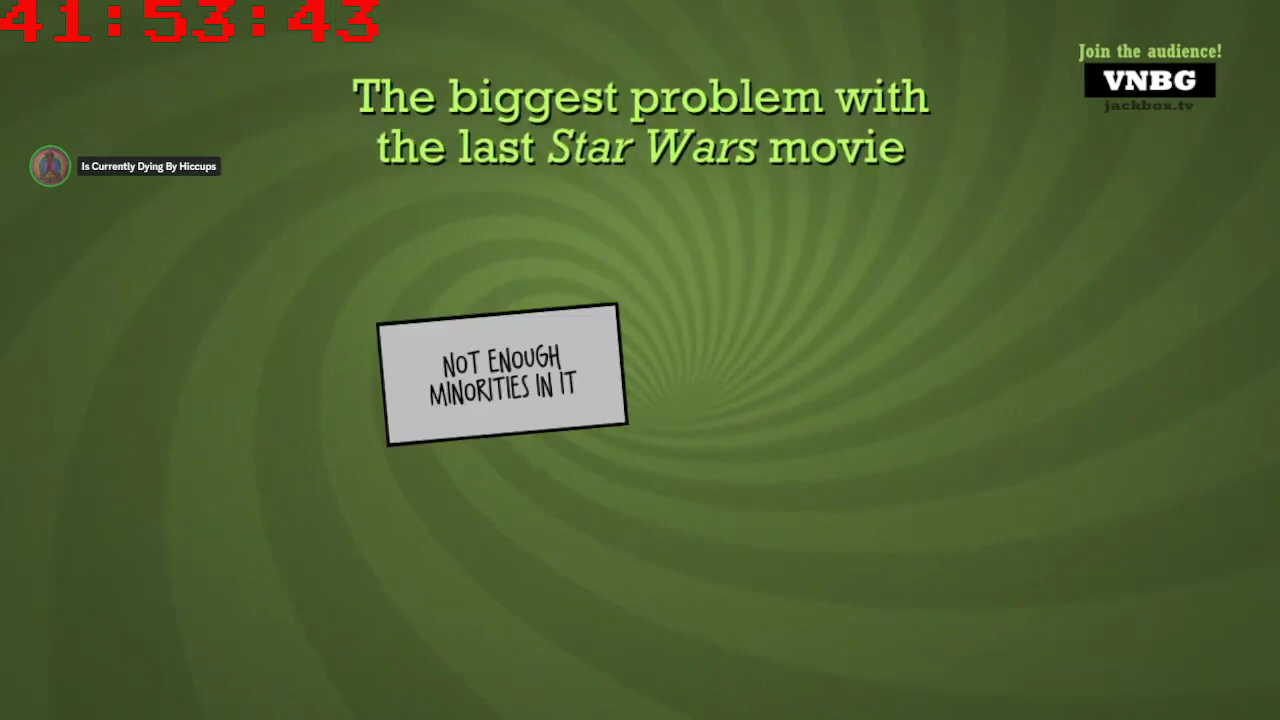 41:53:43
Join the audience!
VNBG
jackbox.tv
The biggest problem with
the last Star Wars movie
Is Currently Dying By Hiccups
NOT ENOUGH
MINORITIES IN IT